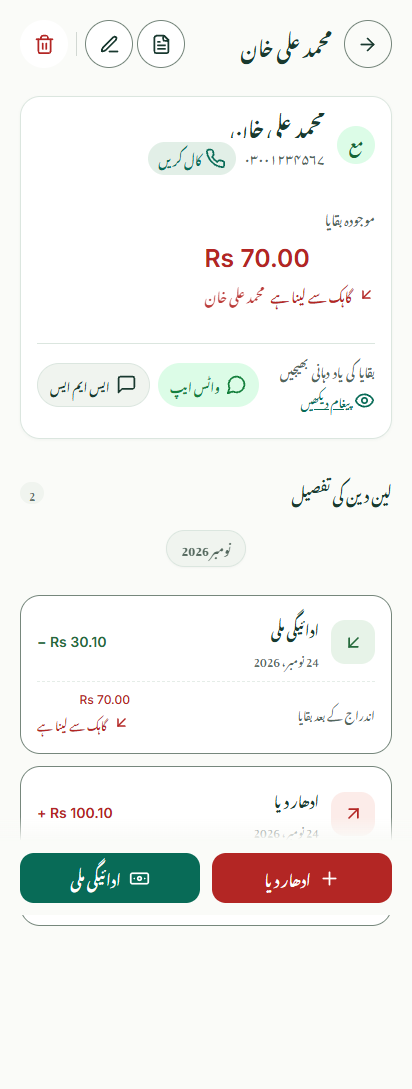 محمد علی خان
مع
محمد علی خان
۰۳۰۰۱۲۳۴۵۶۷
کال کریں
موجودہ بقایا
Rs 70.00
گاہک سے لینا ہے محمد علی خان
بقایا کی یاد دہانی بھیجیں
پیغام دیکھیں
واٹس ایپ
ایس ایم ایس
لین دین کی تفصیل
2
نومبر 2026
ادائیگی ملی
− Rs 30.10
24 نومبر، 2026
اندراج کے بعد بقایا
Rs 70.00
گاہک سے لینا ہے
ادھار دیا
+ Rs 100.10
24 نومبر، 2026
ادھار دیا
ادائیگی ملی